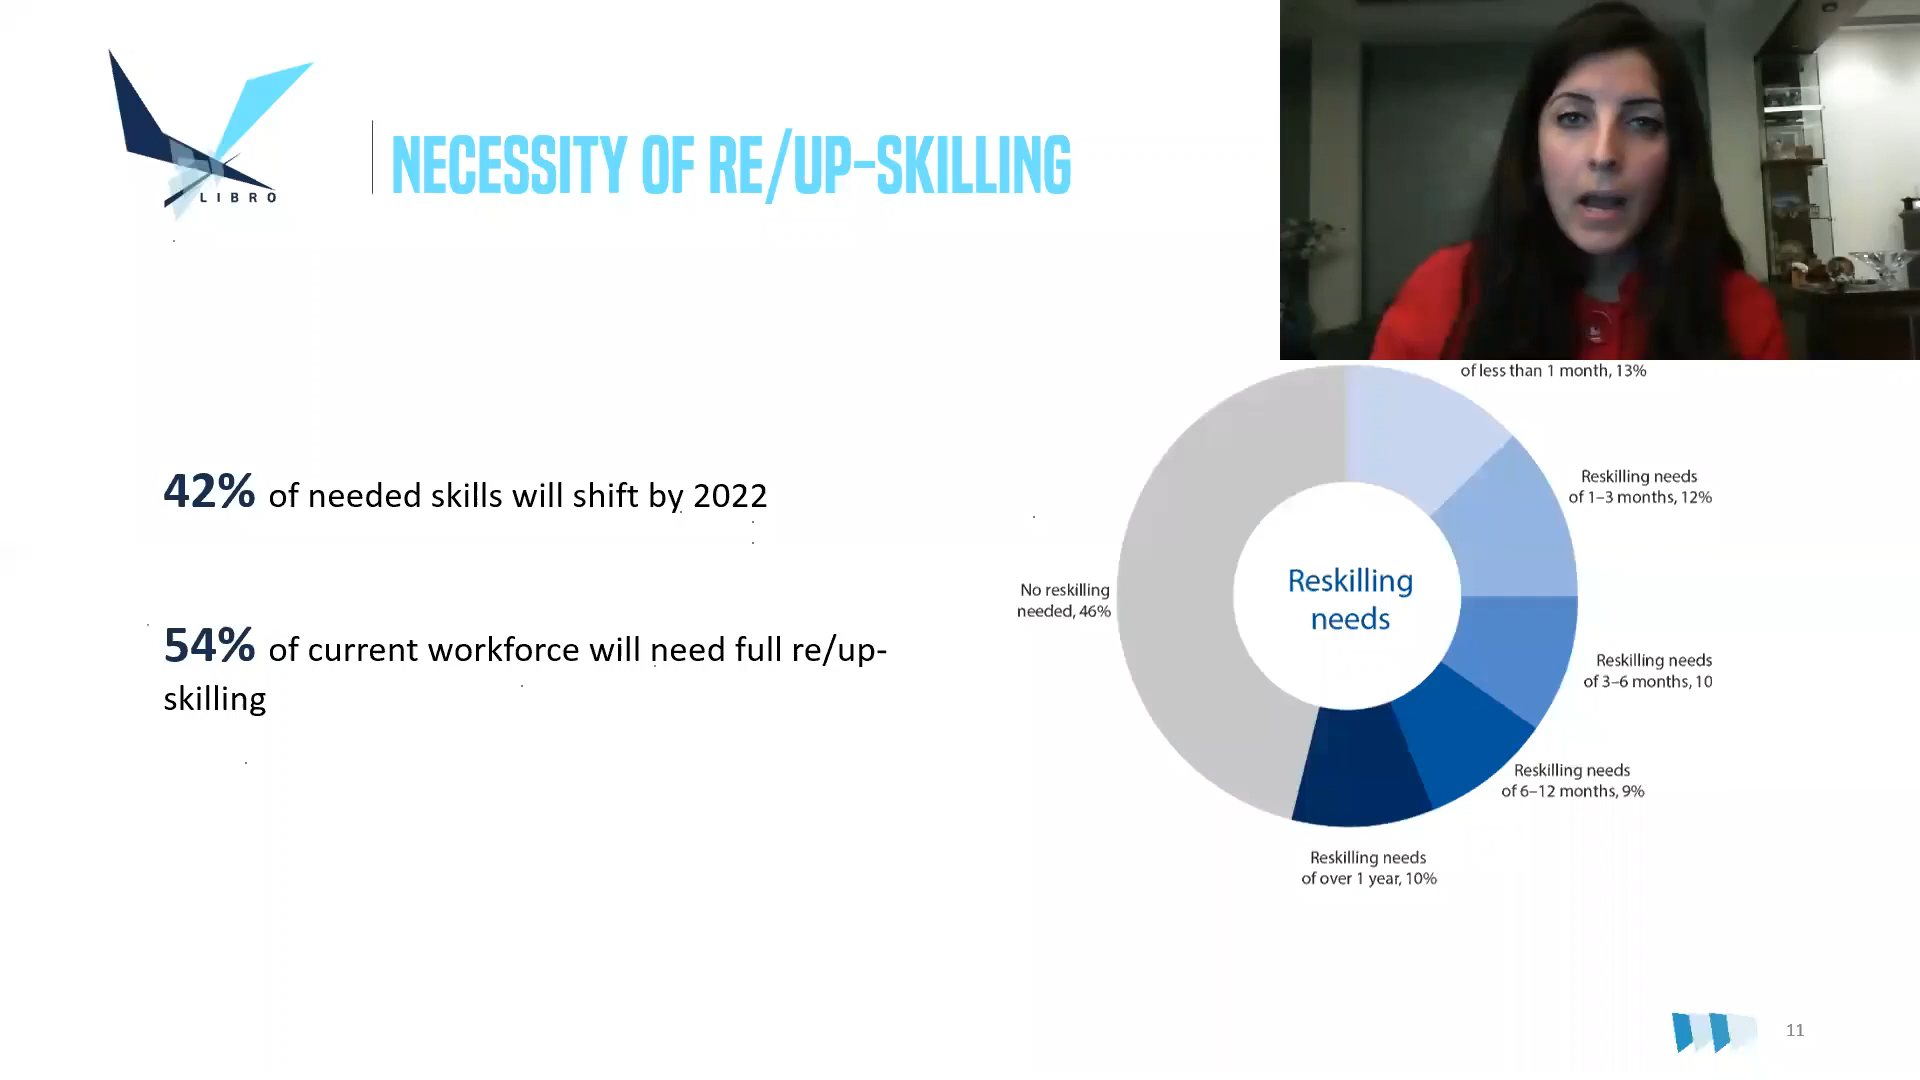 LIBRO
NECESSITY OF RE/UP-SKILLING
42% of needed skills will shift by 2022
54% of current workforce will need full re/up-
skilling
of less than 1 month, 13%
Reskilling needs
of 1–3 months, 12%
Reskilling needs
of 3–6 months, 10
Reskilling needs
of 6–12 months, 9%
Reskilling needs
of over 1 year, 10%
No reskilling
needed, 46%
Reskilling
needs
11